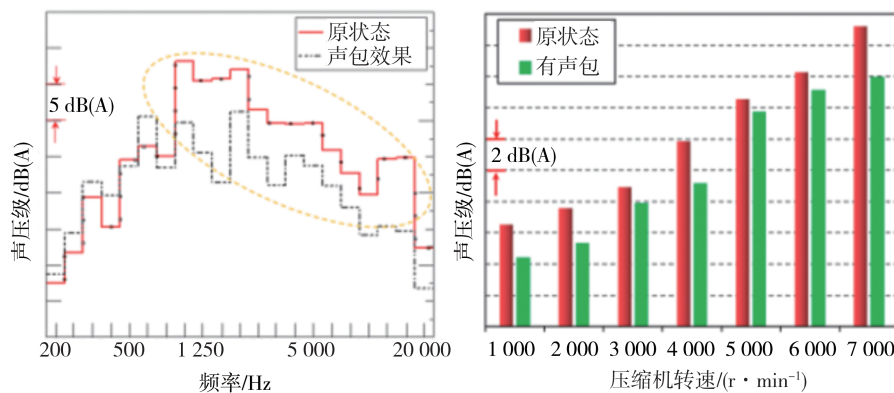 原状态
声包效果
5 dB(A)
声压级/dB(A)
200 500 1 250 5 000 20 000
频率/Hz
原状态
有声包
2 dB(A)
声压级/dB(A)
1 000 2 000 3 000 4 000 5 000 6 000 7 000
压缩机转速/(r·min⁻¹)